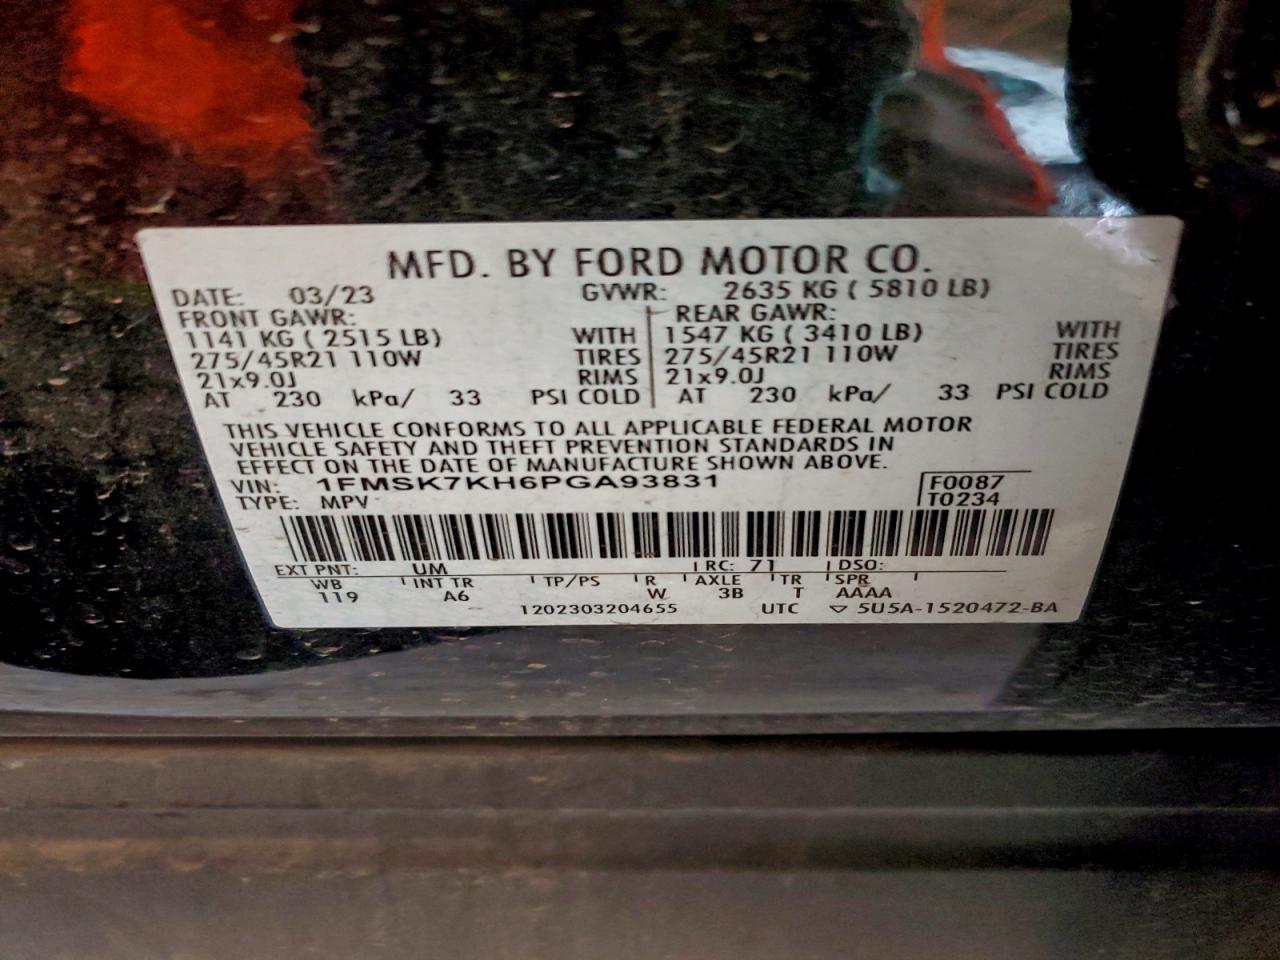 MFD. BY FORD MOTOR CO.
DATE: 03/23 GVWR: 2635 KG ( 5810 LB)
FRONT GAWR: REAR GAWR:
1141 KG ( 2515 LB) WITH 1547 KG ( 3410 LB) WITH
275/45R21 110W TIRES 275/45R21 110W TIRES
21x9.0J RIMS 21x9.0J RIMS
AT 230 kPa/ 33 PSI COLD AT 230 kPa/ 33 PSI COLD
THIS VEHICLE CONFORMS TO ALL APPLICABLE FEDERAL MOTOR
VEHICLE SAFETY AND THEFT PREVENTION STANDARDS IN
EFFECT ON THE DATE OF MANUFACTURE SHOWN ABOVE.
VIN: 1FMSK7KH6PGA93831 F0087
TYPE: MPV T0234
EXT PNT: UM RC: 71 DSO:
WB INT TR TP/PS R AXLE TR SPR
119 A6 W 3B T AAAA
1202303204655 UTC ▽ 5U5A-1520472-BA